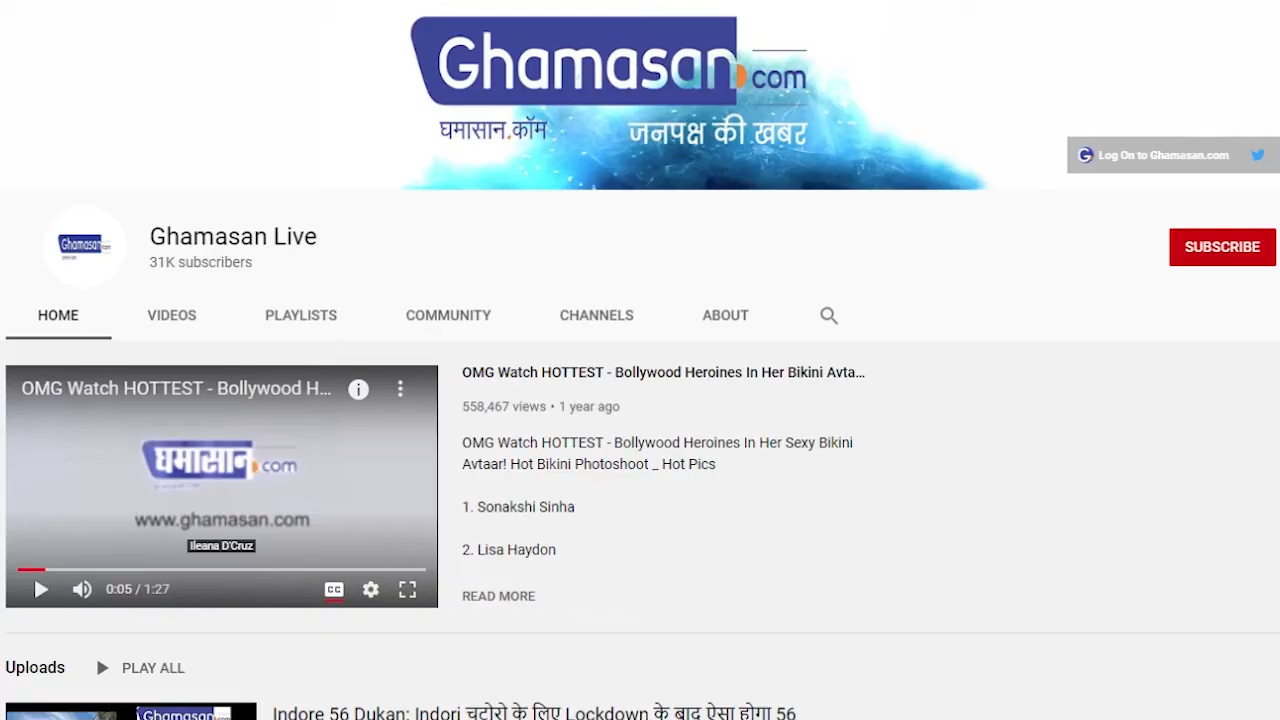 Ghamasan.com
घमासान.कॉम
जनपक्ष की खबर
Log On to Ghamasan.com
Ghamasan
Ghamasan Live
31K subscribers
SUBSCRIBE
HOME VIDEOS PLAYLISTS COMMUNITY CHANNELS ABOUT
OMG Watch HOTTEST - Bollywood H...
घमासान.com
www.ghamasan.com
Ileana D'Cruz
0:05 / 1:27
CC
OMG Watch HOTTEST - Bollywood Heroines In Her Bikini Avta...
558,467 views • 1 year ago
OMG Watch HOTTEST - Bollywood Heroines In Her Sexy Bikini
Avtaar! Hot Bikini Photoshoot _ Hot Pics
1. Sonakshi Sinha
2. Lisa Haydon
READ MORE
Uploads PLAY ALL
Ghamasan.com
Indore 56 Dukan: Indori चटोरो के लिए Lockdown के बाद ऐसा होगा 56